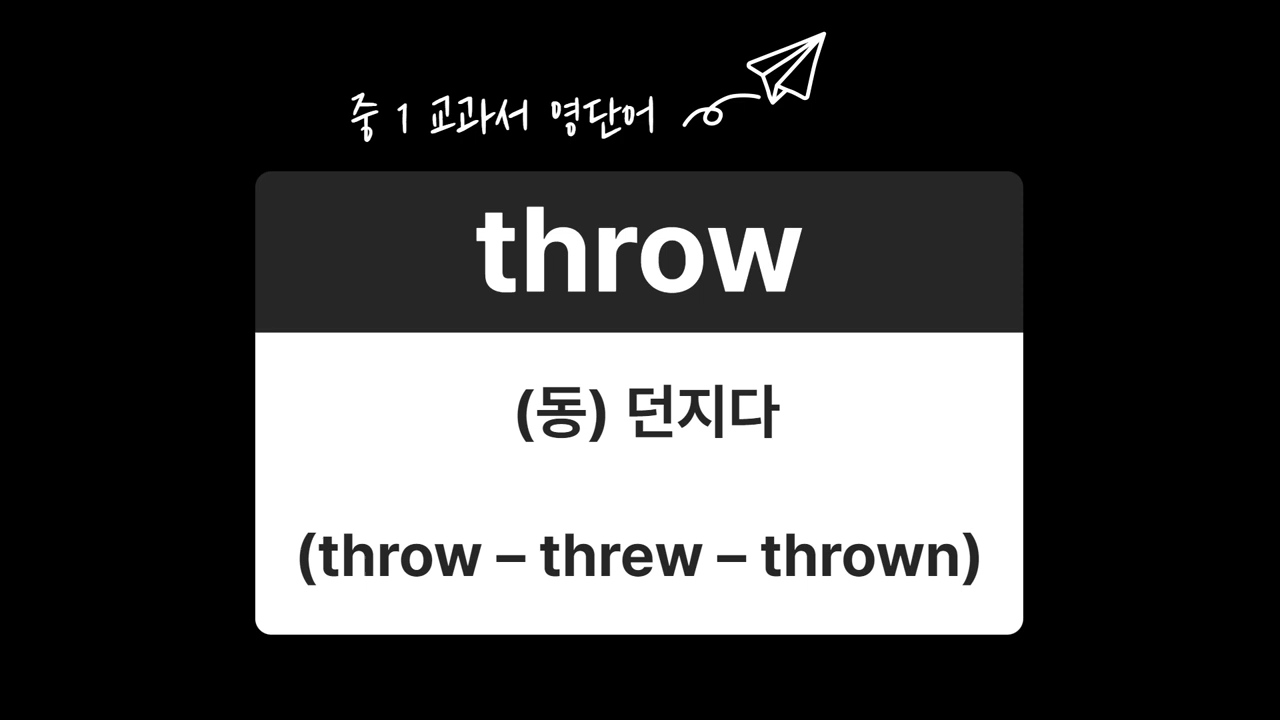 중 1 교과서 영단어
throw
(동) 던지다
(throw – threw – thrown)